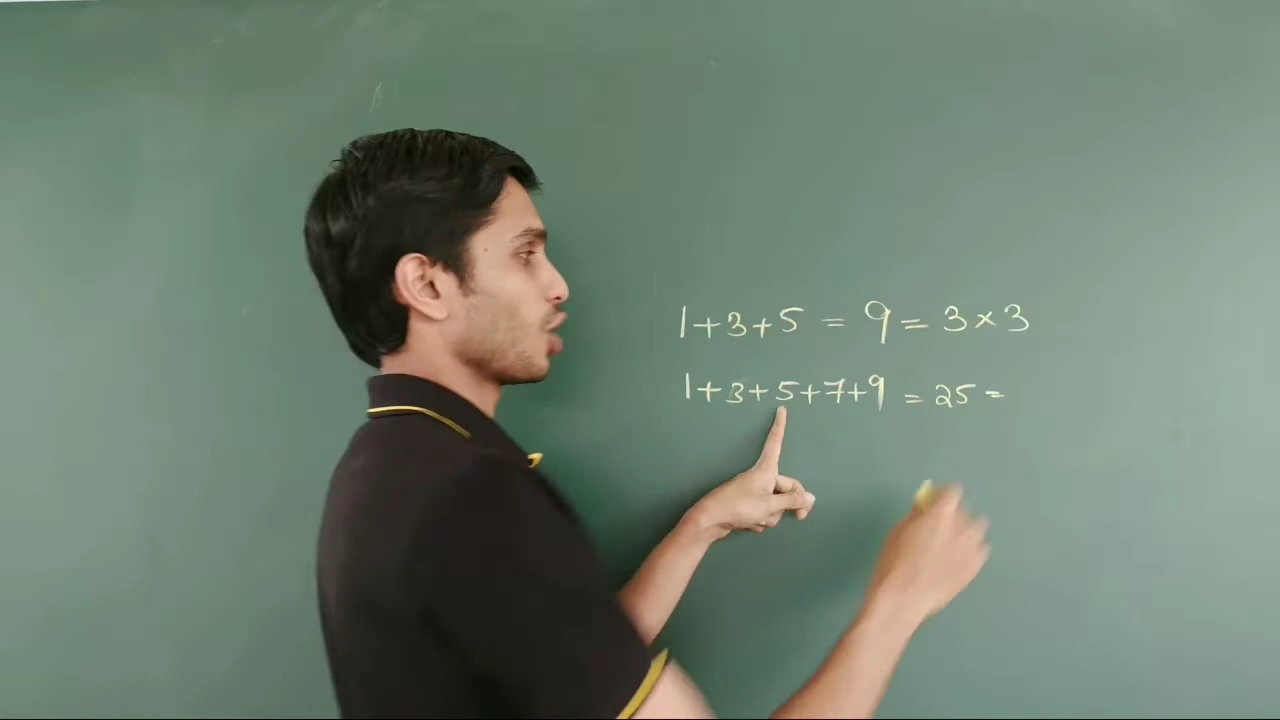 1+3+5 = 9 = 3×3
1+3+5+7+9 = 25 =